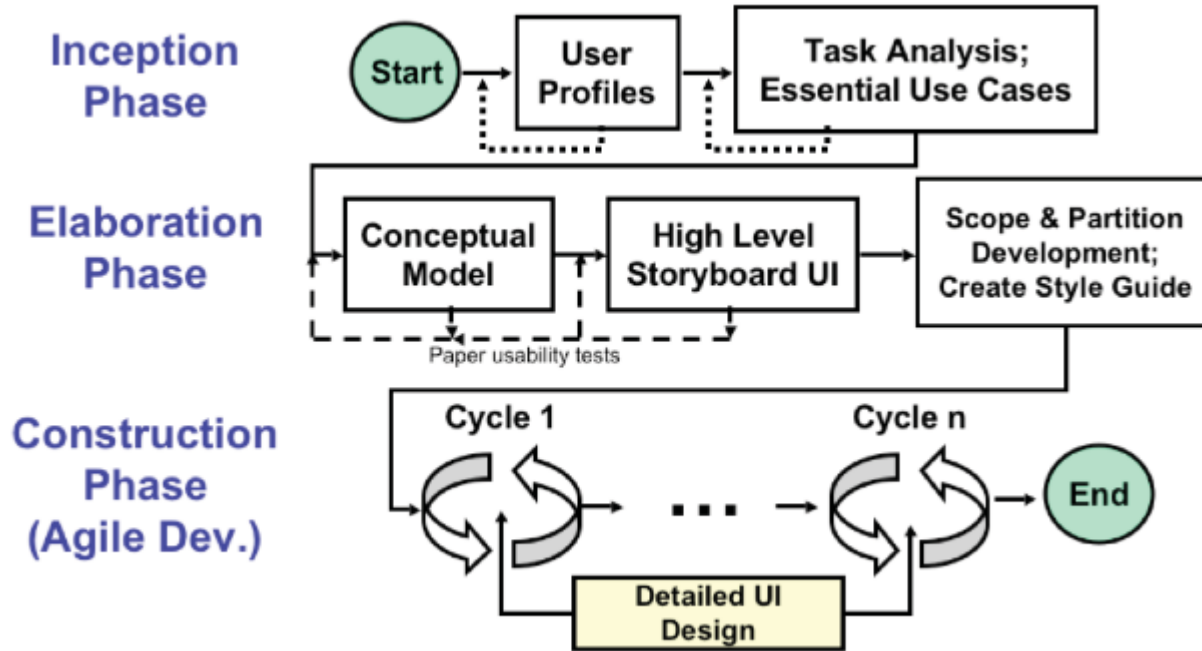 Inception
Phase
Start
User
Profiles
Task Analysis;
Essential Use Cases
Elaboration
Phase
Conceptual
Model
High Level
Storyboard UI
Scope & Partition
Development;
Create Style Guide
Paper usability tests
Construction
Phase
(Agile Dev.)
Cycle 1
...
Cycle n
End
Detailed UI
Design